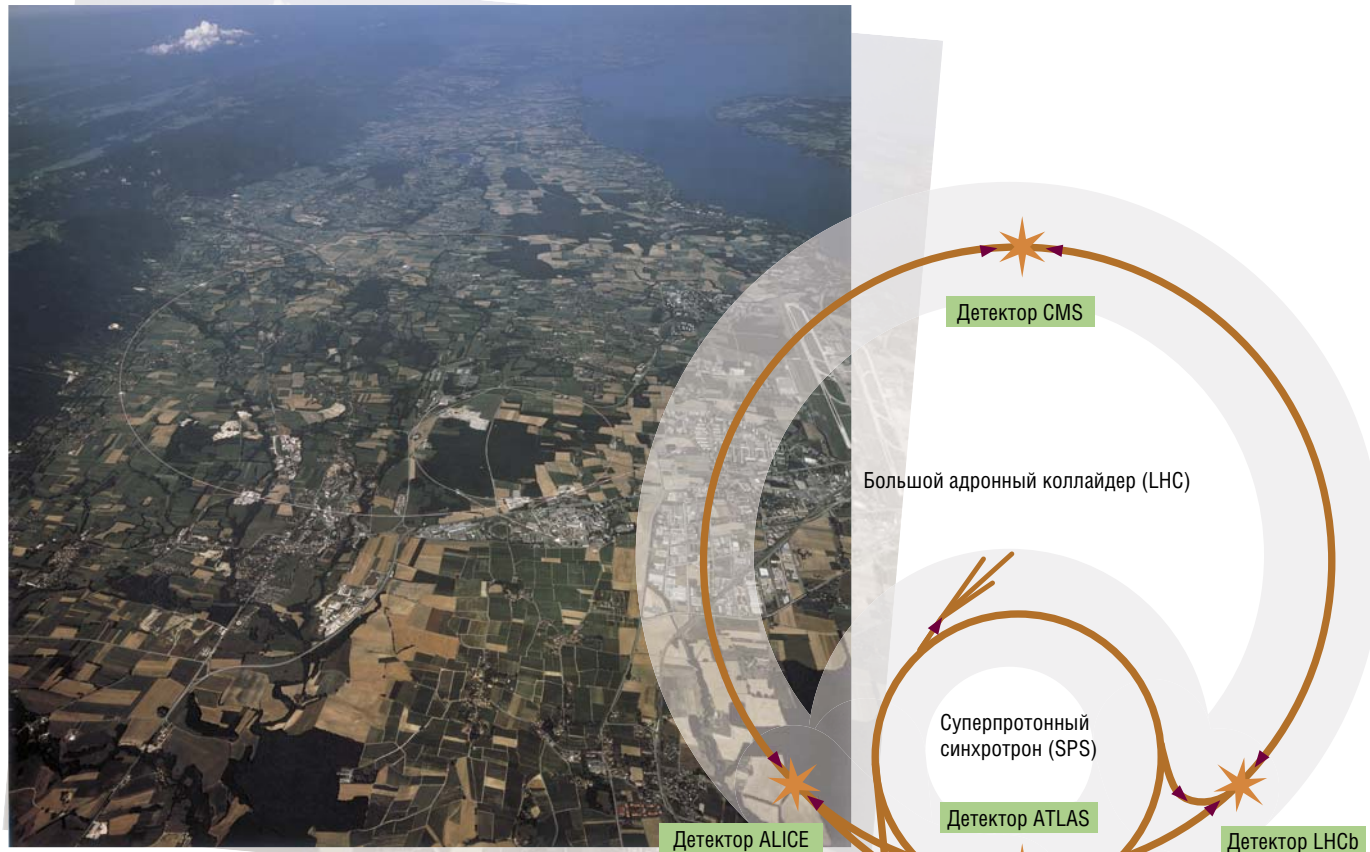 Детектор CMS
Большой адронный коллайдер (LHC)
Суперпротонный
синхротрон (SPS)
Детектор ATLAS
Детектор ALICE
Детектор LHCb